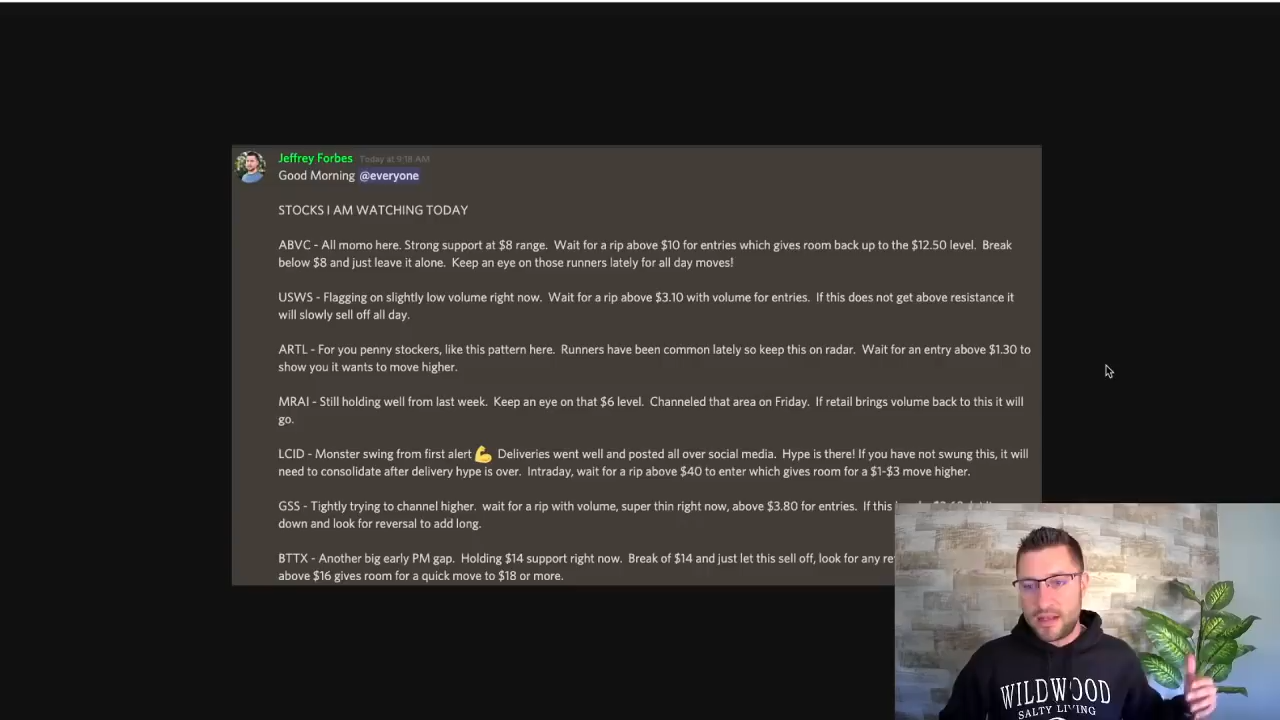 Jeffrey Forbes Today at 9:18 AM
Good Morning @everyone
STOCKS I AM WATCHING TODAY
ABVC - All momo here. Strong support at $8 range. Wait for a rip above $10 for entries which gives room back up to the $12.50 level. Break
below $8 and just leave it alone. Keep an eye on those runners lately for all day moves!
USWS - Flagging on slightly low volume right now. Wait for a rip above $3.10 with volume for entries. If this does not get above resistance it
will slowly sell off all day.
ARTL - For you penny stockers, like this pattern here. Runners have been common lately so keep this on radar. Wait for an entry above $1.30 to
show you it wants to move higher.
MRAI - Still holding well from last week. Keep an eye on that $6 level. Channeled that area on Friday. If retail brings volume back to this it will
go.
LCID - Monster swing from first alert 💪 Deliveries went well and posted all over social media. Hype is there! If you have not swung this, it will
need to consolidate after delivery hype is over. Intraday, wait for a rip above $40 to enter which gives room for a $1-$3 move higher.
GSS - Tightly trying to channel higher. wait for a rip with volume, super thin right now, above $3.80 for entries. If this
down and look for reversal to add long.
BTTX - Another big early PM gap. Holding $14 support right now. Break of $14 and just let this sell off, look for any
above $16 gives room for a quick move to $18 or more.
WILDWOOD
SALTY LIVING